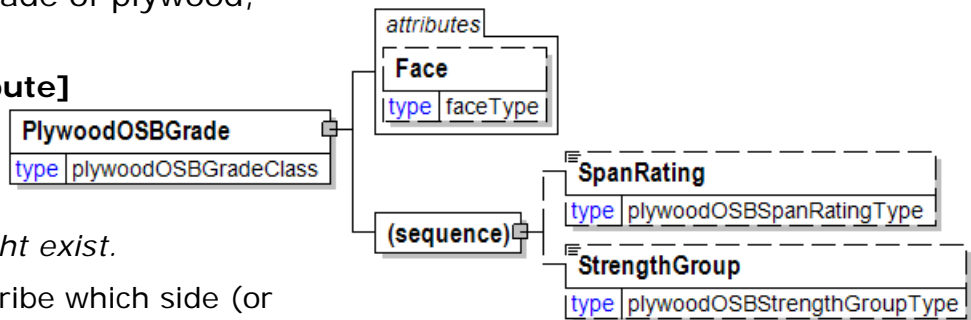 ade of plywood,
attributes
Face
type faceType
bute]
PlywoodOSBGrade
type plywoodOSBGradeClass
SpanRating
type plywoodOSBSpanRatingType
(sequence)
ht exist.
StrengthGroup
type plywoodOSBStrengthGroupType
ribe which side (or